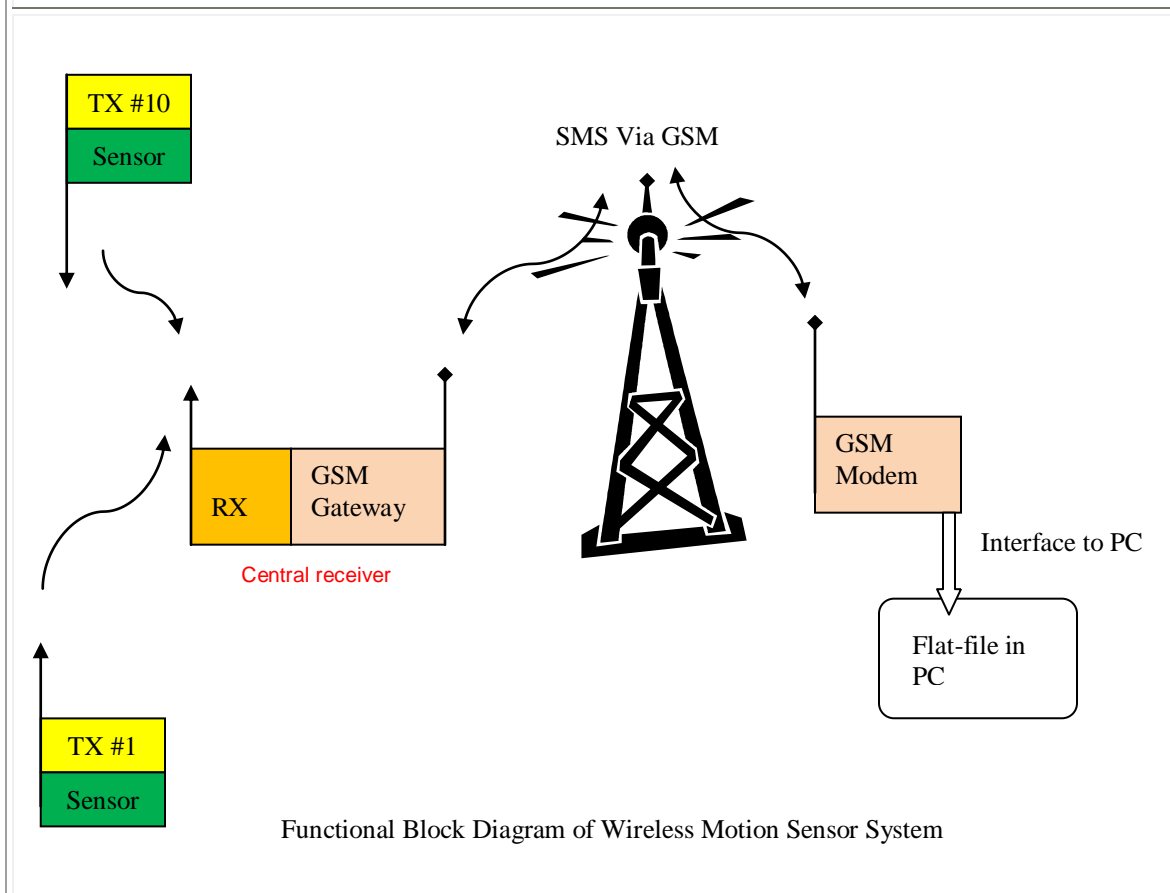 TX #10
Sensor
SMS Via GSM
GSM
Modem
RX
GSM
Gateway
Central receiver
Interface to PC
Flat-file in
PC
TX #1
Sensor
Functional Block Diagram of Wireless Motion Sensor System